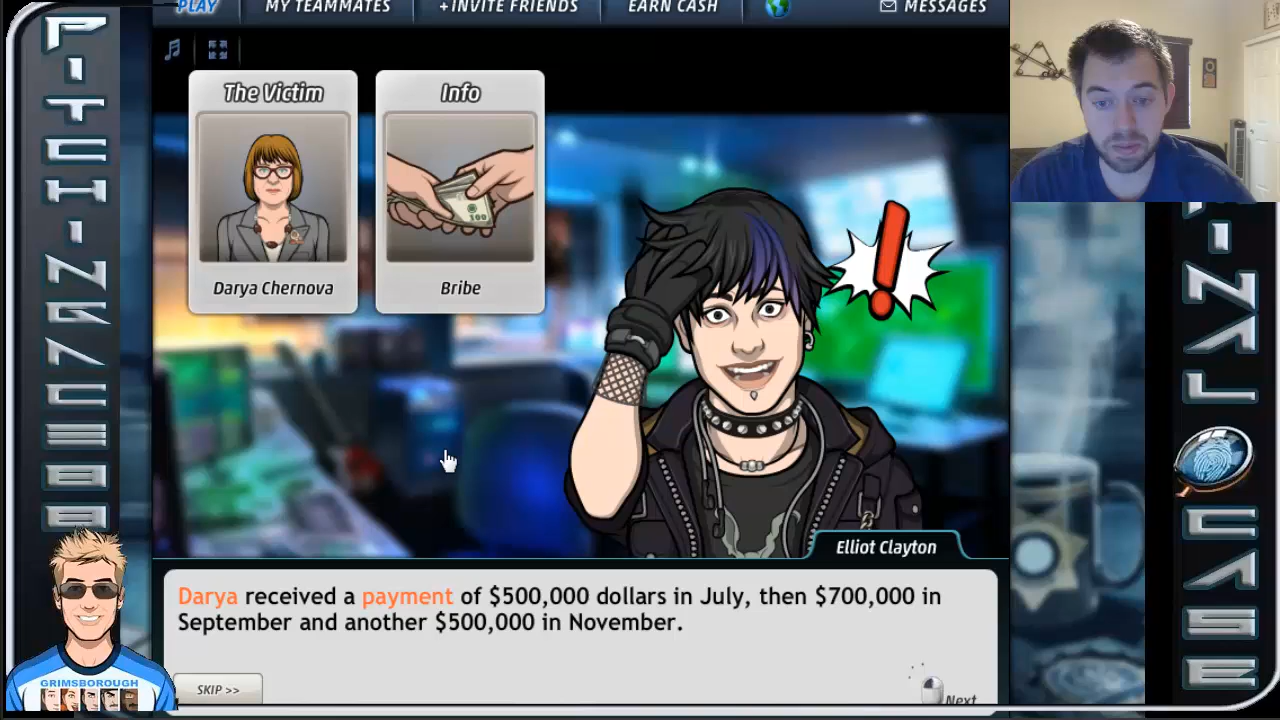 PLAY
MY TEAMMATES
+INVITE FRIENDS
EARN CASH
MESSAGES
The Victim
Info
Darya Chernova
Bribe
100
Elliot Clayton
Darya received a payment of $500,000 dollars in July, then $700,000 in
September and another $500,000 in November.
SKIP >>
Next
GRIMSBOROUGH